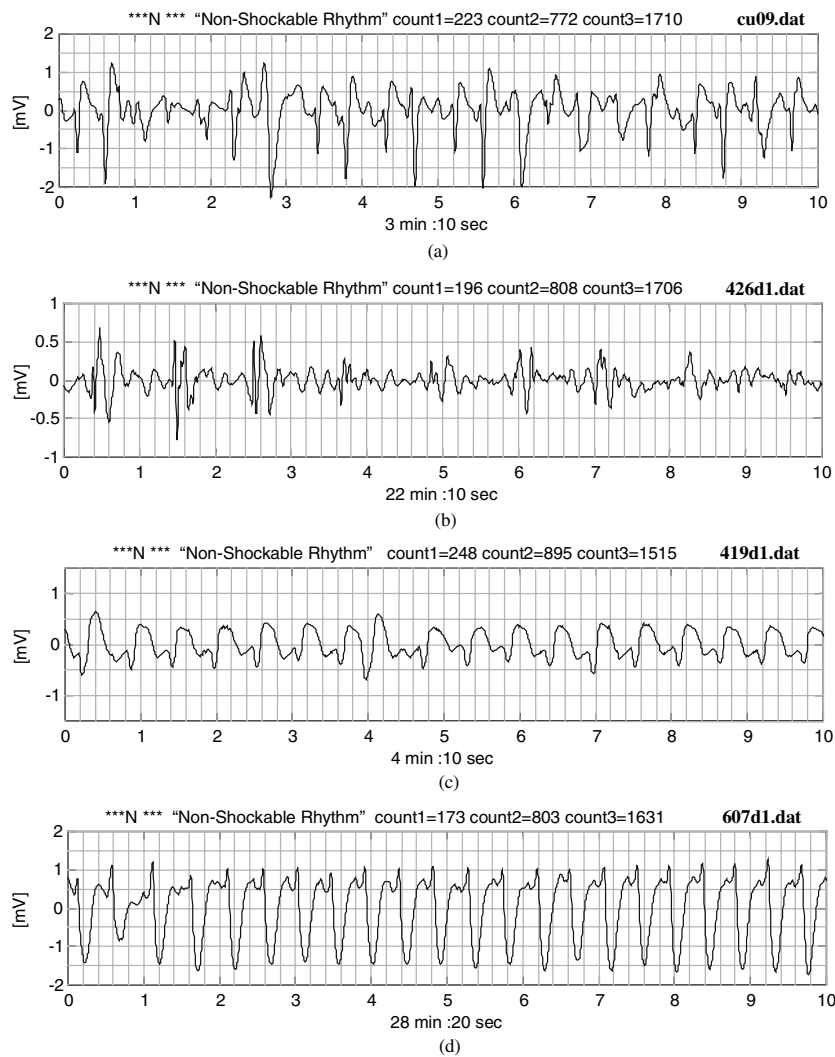 ***N *** “Non-Shockable Rhythm” count1=223 count2=772 count3=1710 cu09.dat
2
1
0
-1
-2
[mV]
0 1 2 3 4 5 6 7 8 9 10
3 min :10 sec
(a)
***N *** “Non-Shockable Rhythm” count1=196 count2=808 count3=1706 426d1.dat
1
0.5
0
-0.5
-1
[mV]
0 1 2 3 4 5 6 7 8 9 10
22 min :10 sec
(b)
***N *** “Non-Shockable Rhythm” count1=248 count2=895 count3=1515 419d1.dat
1
0
-1
[mV]
0 1 2 3 4 5 6 7 8 9 10
4 min :10 sec
(c)
***N *** “Non-Shockable Rhythm” count1=173 count2=803 count3=1631 607d1.dat
2
1
0
-1
-2
[mV]
0 1 2 3 4 5 6 7 8 9 10
28 min :20 sec
(d)